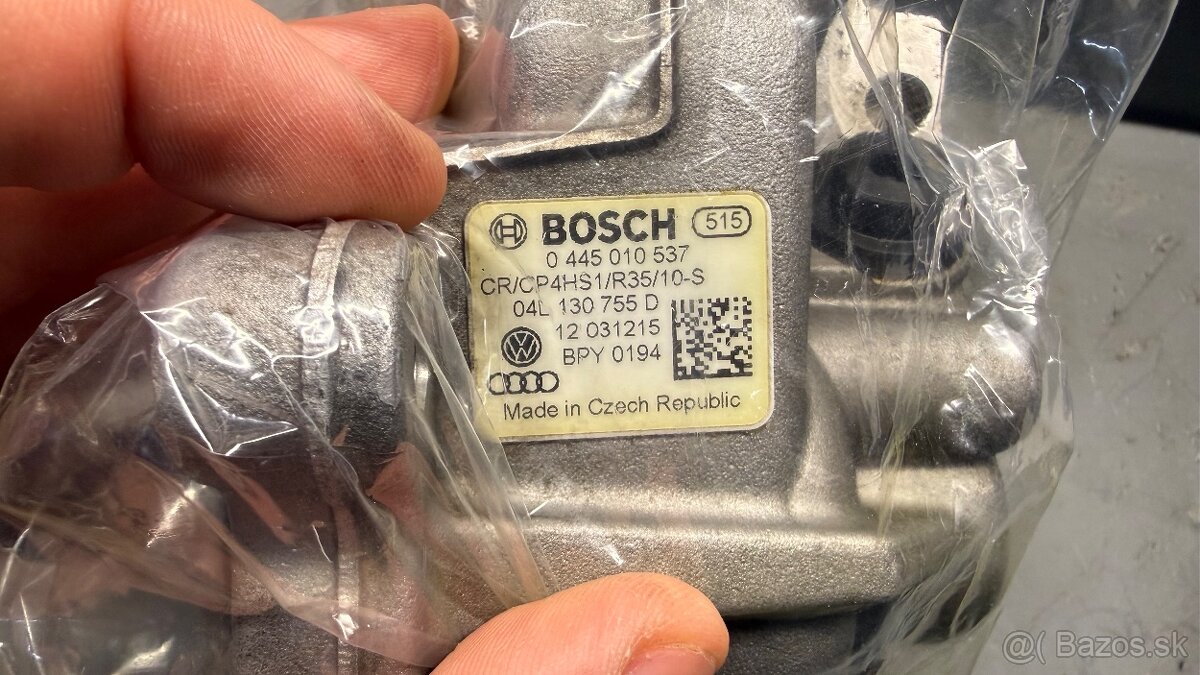 BOSCH 515
0 445 010 537
CR/CP4HS1/R35/10-S
04L 130 755 D
12 031215
BPY 0194
Made in Czech Republic
@( Bazos.sk